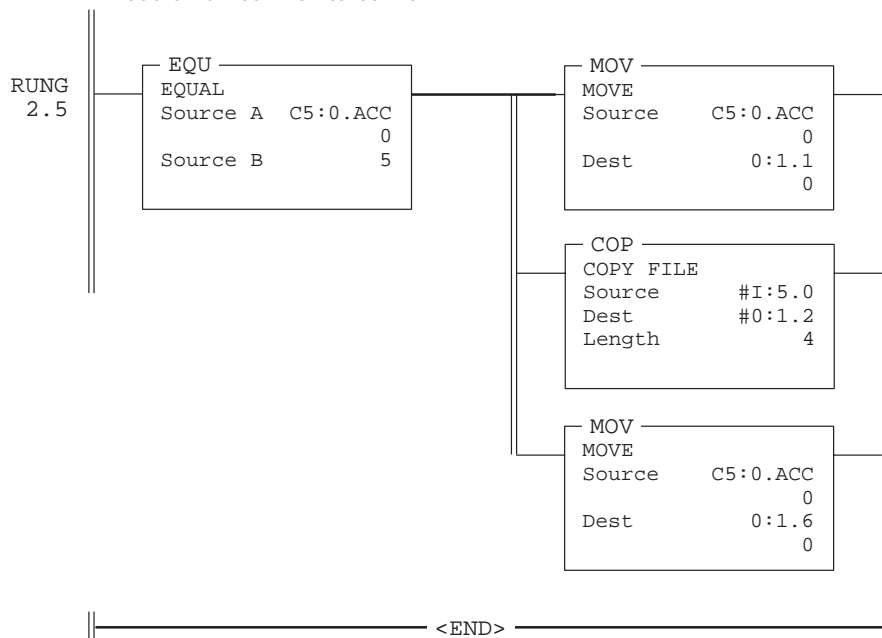 RUNG
2.5
EQU
EQUAL
Source A C5:0.ACC
0
Source B 5
MOV
MOVE
Source C5:0.ACC
0
Dest 0:1.1
0
COP
COPY FILE
Source #I:5.0
Dest #0:1.2
Length 4
MOV
MOVE
Source C5:0.ACC
0
Dest 0:1.6
0
<END>